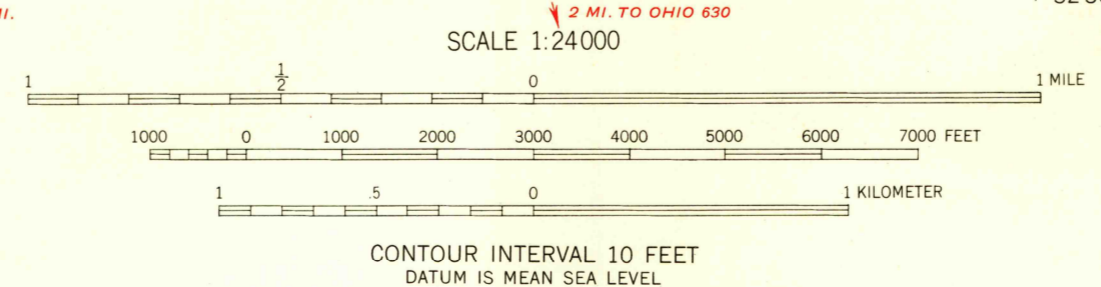 2 MI. TO OHIO 630
SCALE 1:24000
1 1/2 0 1 MILE
1000 0 1000 2000 3000 4000 5000 6000 7000 FEET
1 .5 0 1 KILOMETER
CONTOUR INTERVAL 10 FEET
DATUM IS MEAN SEA LEVEL